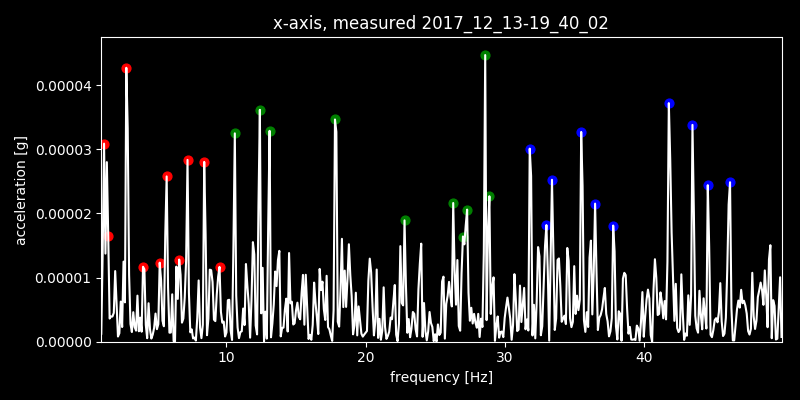 x-axis, measured 2017_12_13-19_40_02
acceleration [g]
0.00004
0.00003
0.00002
0.00001
0.00000
10 20 30 40
frequency [Hz]